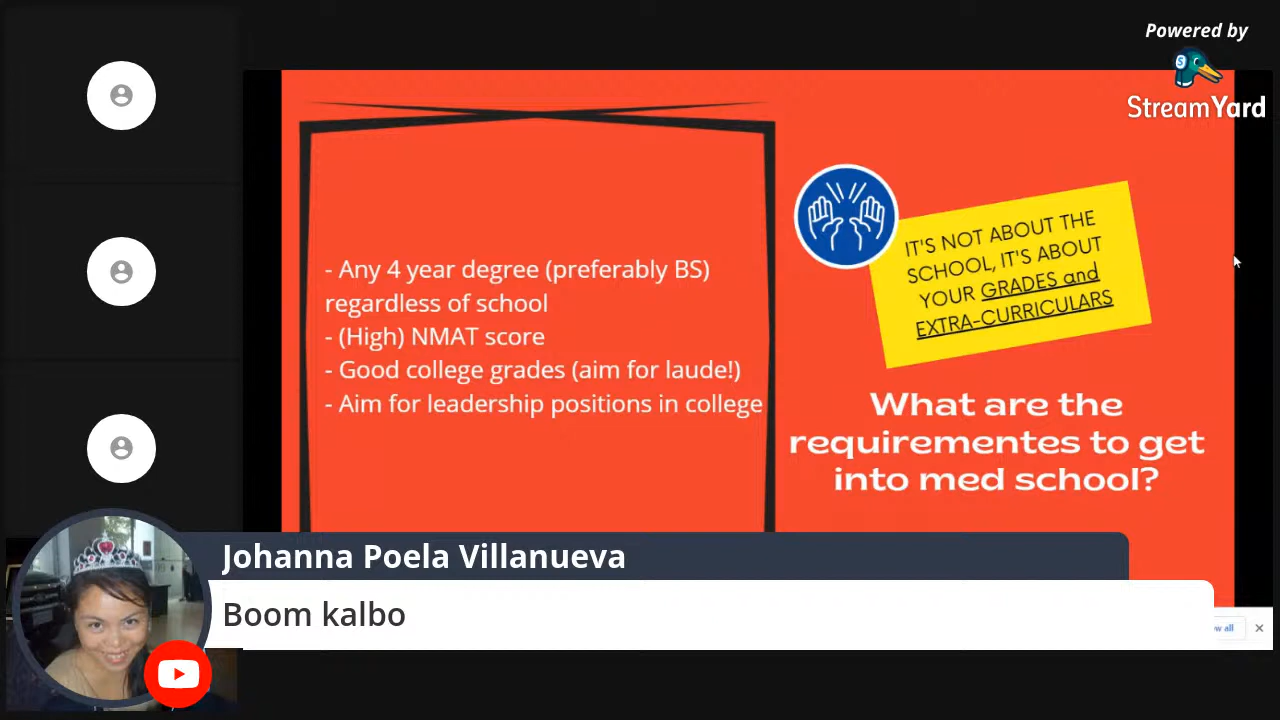 Powered by
StreamYard
- Any 4 year degree (preferably BS)
regardless of school
- (High) NMAT score
- Good college grades (aim for laude!)
- Aim for leadership positions in college
IT'S NOT ABOUT THE
SCHOOL, IT'S ABOUT
YOUR GRADES and
EXTRA-CURRICULARS
What are the
requirementes to get
into med school?
Johanna Poela Villanueva
Boom kalbo
all